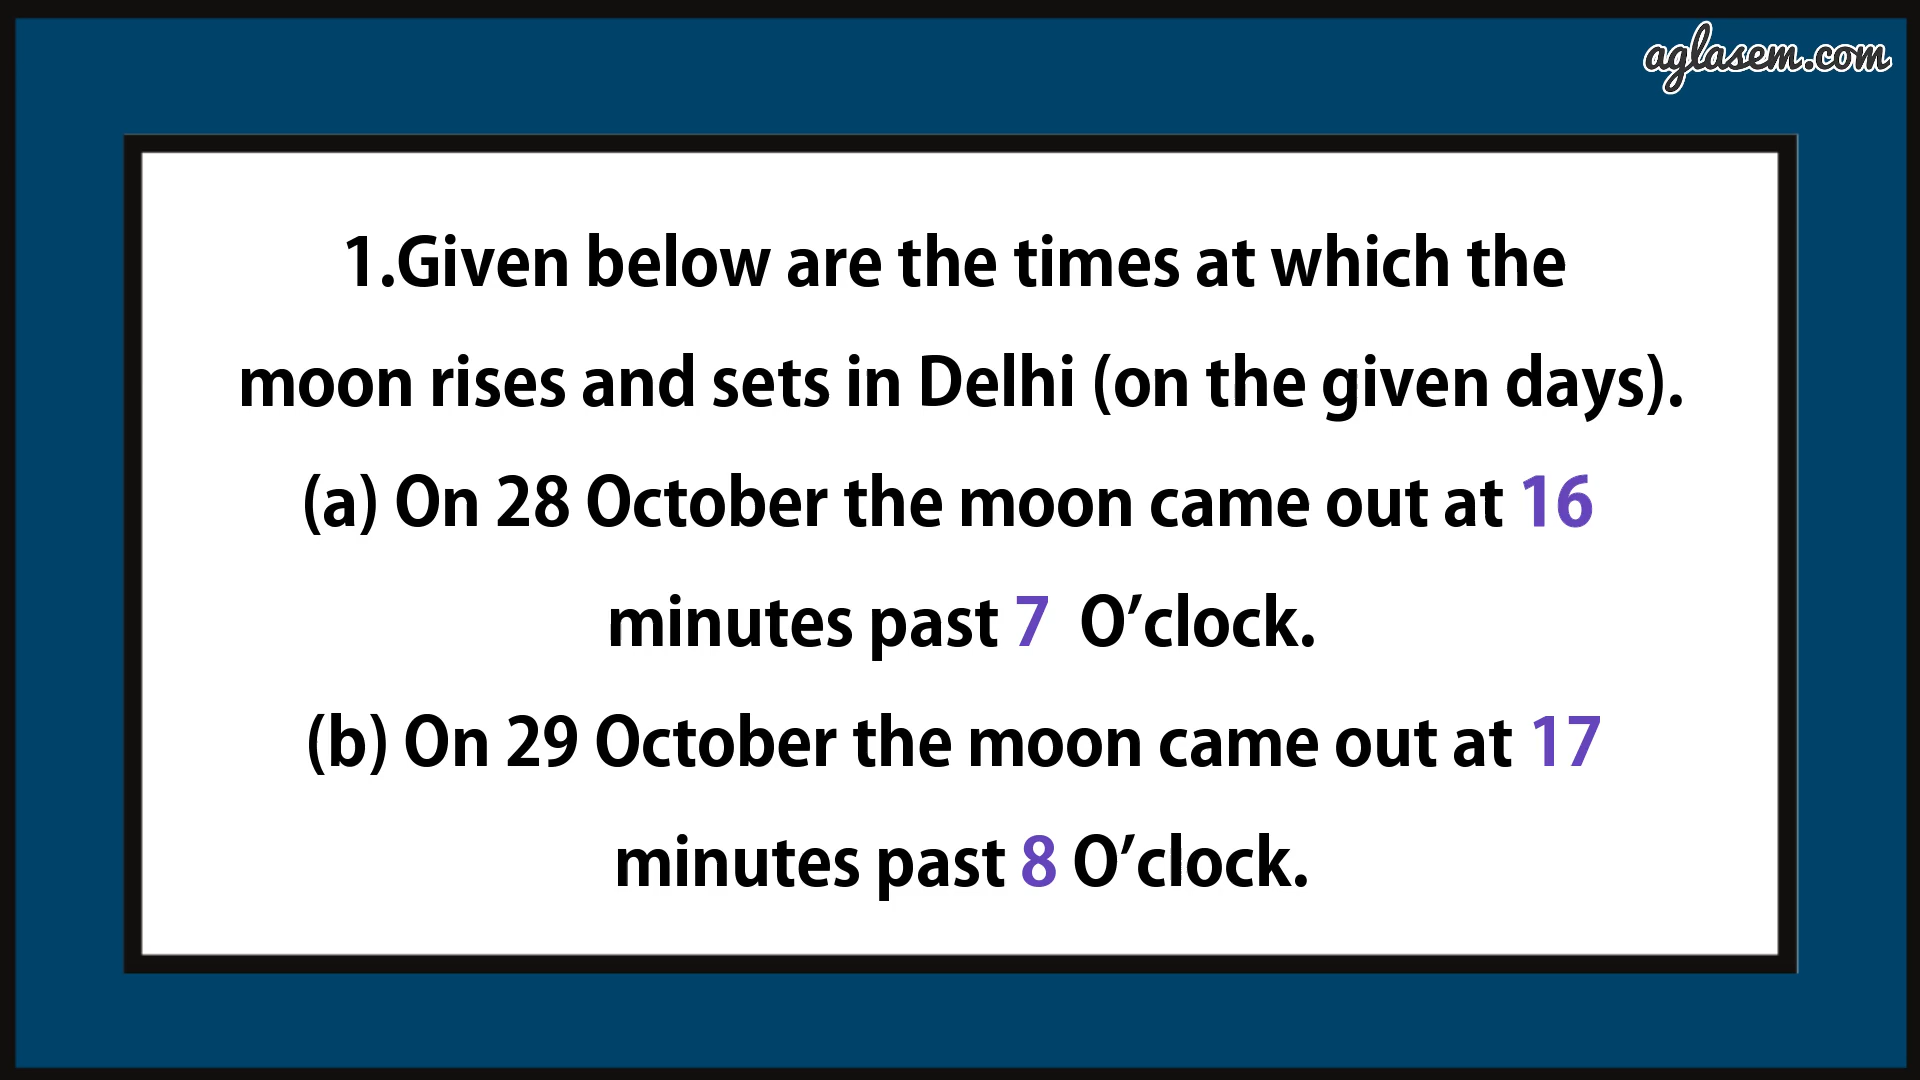 aglasem.com
1.Given below are the times at which the
moon rises and sets in Delhi (on the given days).
(a) On 28 October the moon came out at 16
minutes past 7 O’clock.
(b) On 29 October the moon came out at 17
minutes past 8 O’clock.